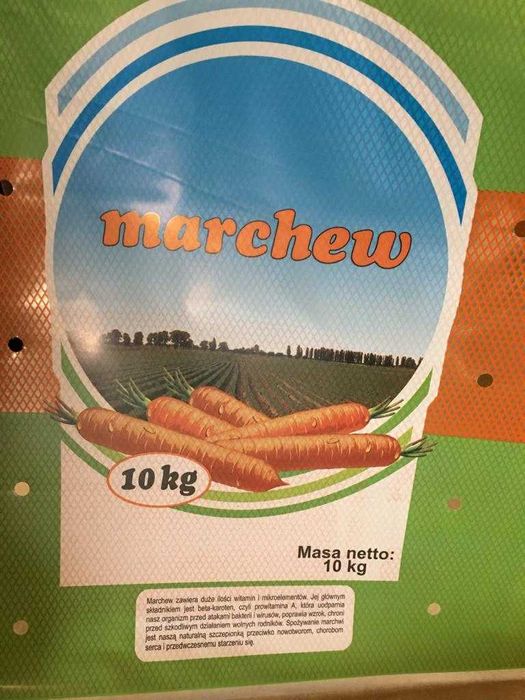 marchew
10 kg
Masa netto:
10 kg
Marchew zawiera duże ilości witamin i mikroelementów. Jej głównym
składnikiem jest beta-karoten, czyli prowitamina A, która uodparnia
nasz organizm przed atakami bakterii i wirusów, poprawia wzrok, chroni
przed szkodliwym działaniem wolnych rodników. Spożywanie marchwi
jest naszą naturalną szczepionką przeciwko nowotworom, chorobom
serca i przedwczesnemu starzeniu się.